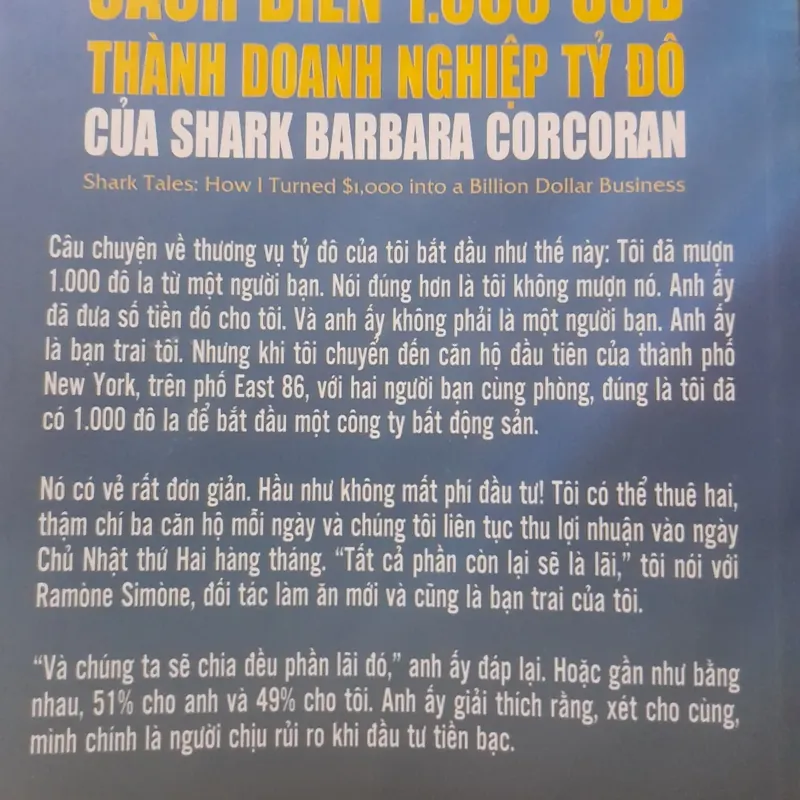 CÁCH BIẾN 1.000 USD
THÀNH DOANH NGHIỆP TỶ ĐÔ
CỦA SHARK BARBARA CORCORAN
Shark Tales: How I Turned $1,000 into a Billion Dollar Business
Câu chuyện về thương vụ tỷ đô của tôi bắt đầu như thế này: Tôi đã mượn
1.000 đô la từ một người bạn. Nói đúng hơn là tôi không mượn nó. Anh ấy
đã đưa số tiền đó cho tôi. Và anh ấy không phải là một người bạn. Anh ấy
là bạn trai tôi. Nhưng khi tôi chuyển đến căn hộ đầu tiên của thành phố
New York, trên phố East 86, với hai người bạn cùng phòng, đúng là tôi đã
có 1.000 đô la để bắt đầu một công ty bất động sản.
Nó có vẻ rất đơn giản. Hầu như không mất phí đầu tư! Tôi có thể thuê hai,
thậm chí ba căn hộ mỗi ngày và chúng tôi liên tục thu lợi nhuận vào ngày
Chủ Nhật thứ Hai hàng tháng. “Tất cả phần còn lại sẽ là lãi,” tôi nói với
Ramòne Simòne, đối tác làm ăn mới và cũng là bạn trai của tôi.
“Và chúng ta sẽ chia đều phần lãi đó,” anh ấy đáp lại. Hoặc gần như bằng
nhau, 51% cho anh và 49% cho tôi. Anh ấy giải thích rằng, xét cho cùng,
mình chính là người chịu rủi ro khi đầu tư tiền bạc.